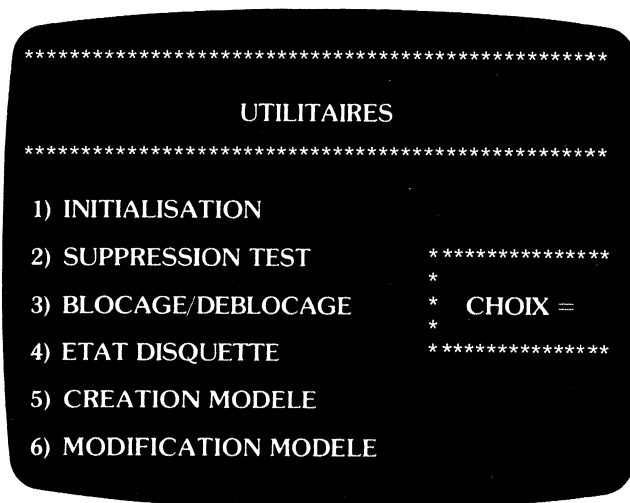 **************************************************
UTILITAIRES
**************************************************
1) INITIALISATION
2) SUPPRESSION TEST
3) BLOCAGE/DEBLOCAGE
4) ETAT DISQUETTE
5) CREATION MODELE
6) MODIFICATION MODELE
****************
*
* CHOIX =
*
****************